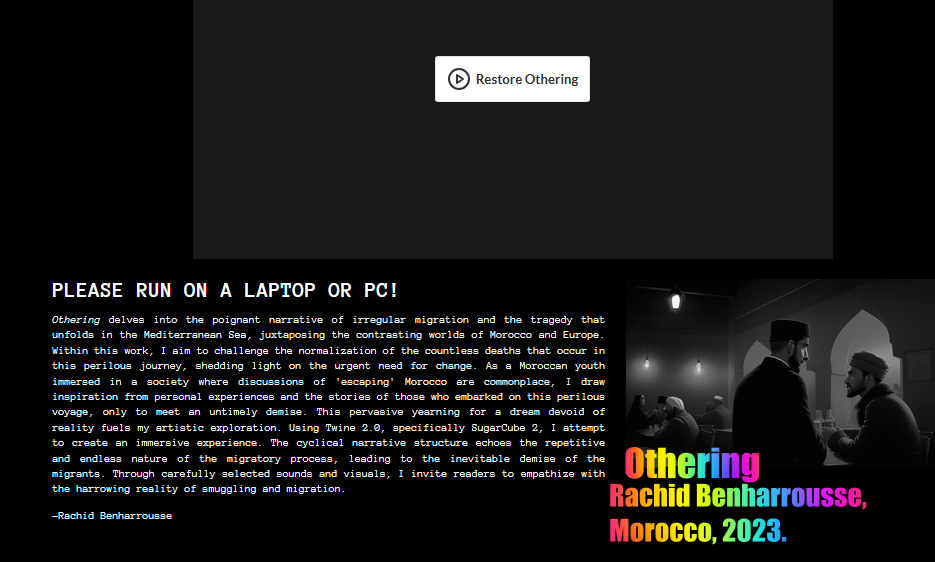 Restore Othering
PLEASE RUN ON A LAPTOP OR PC!
Othering delves into the poignant narrative of irregular migration and the tragedy that
unfolds in the Mediterranean Sea, juxtaposing the contrasting worlds of Morocco and Europe.
Within this work, I aim to challenge the normalization of the countless deaths that occur in
this perilous journey, shedding light on the urgent need for change. As a Moroccan youth
immersed in a society where discussions of 'escaping' Morocco are commonplace, I draw
inspiration from personal experiences and the stories of those who embarked on this perilous
voyage, only to meet an untimely demise. This pervasive yearning for a dream devoid of
reality fuels my artistic exploration. Using Twine 2.0, specifically SugarCube 2, I attempt
to create an immersive experience. The cyclical narrative structure echoes the repetitive
and endless nature of the migratory process, leading to the inevitable demise of the
migrants. Through carefully selected sounds and visuals, I invite readers to empathize with
the harrowing reality of smuggling and migration.
—Rachid Benharrousse
Othering
Rachid Benharrousse,
Morocco, 2023.